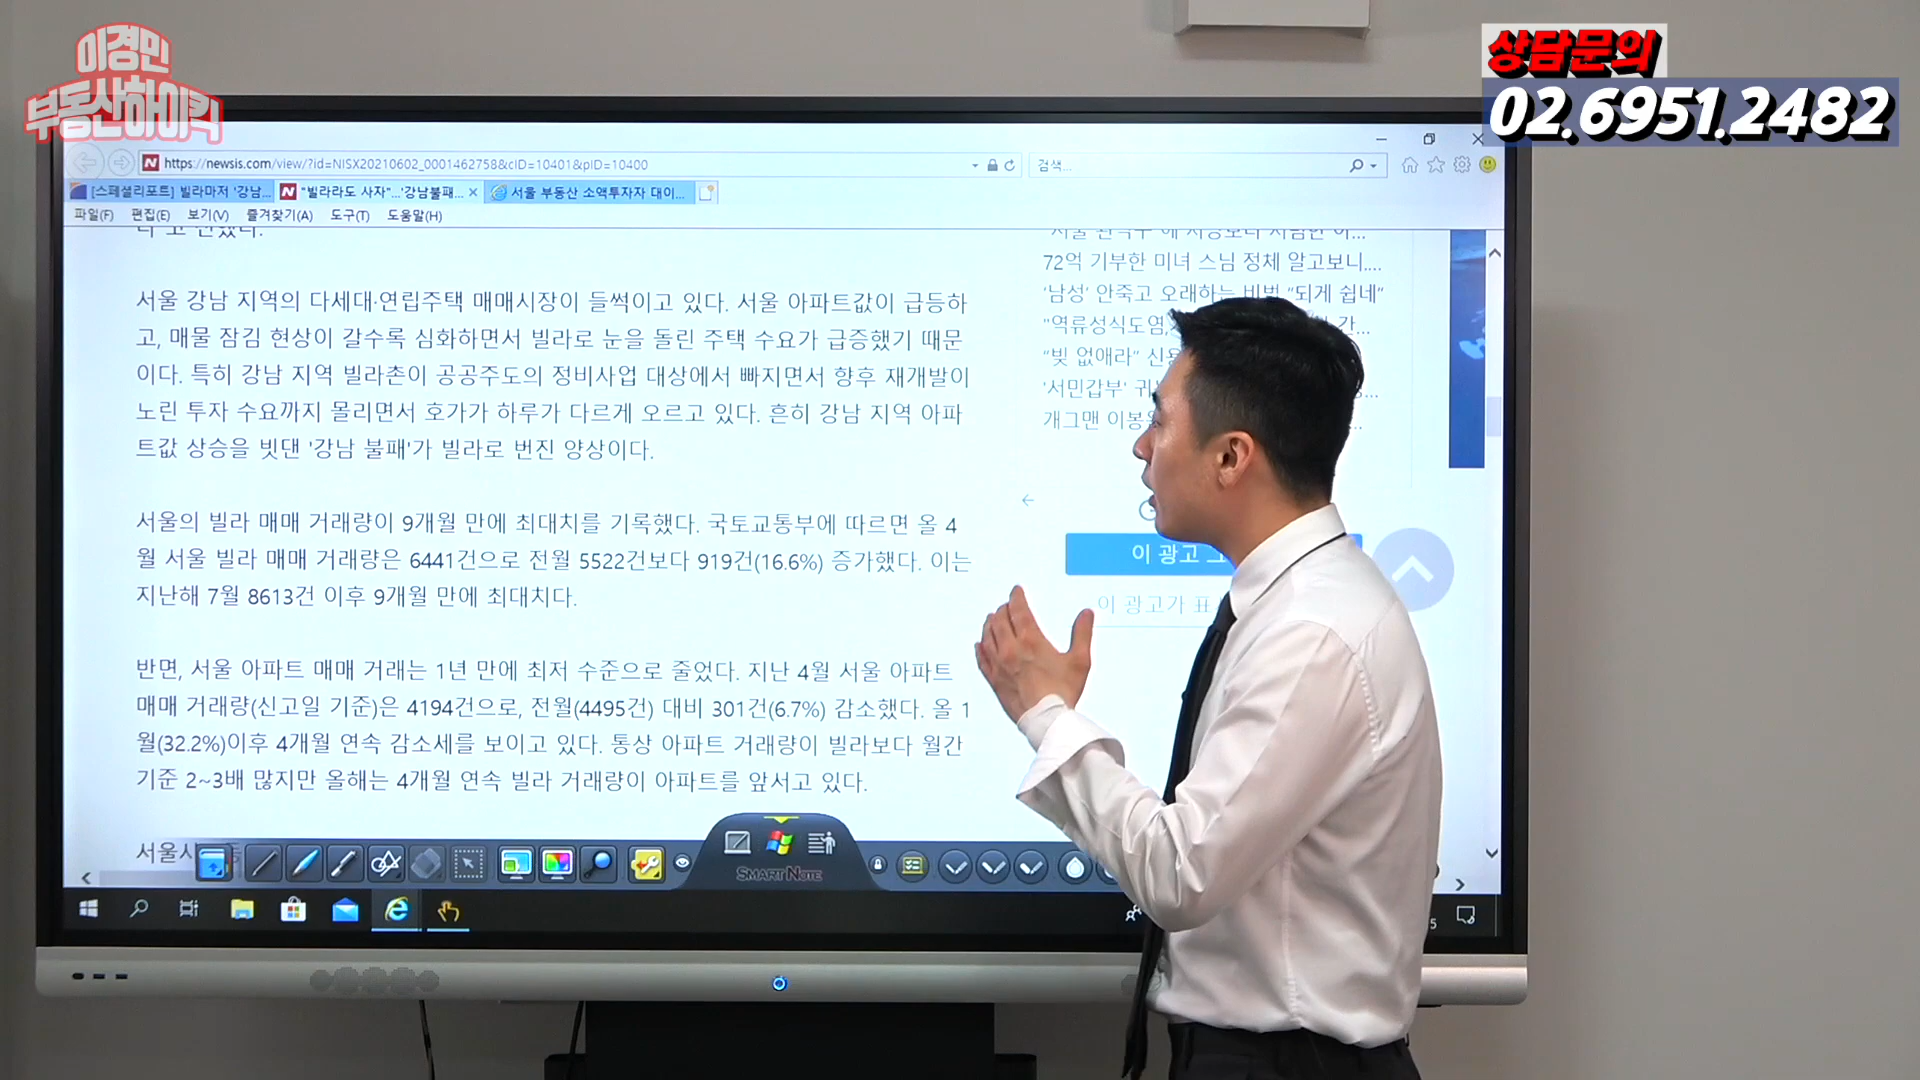 이경민
부동산하이킥
상담문의
02.6951.2482
https://newsis.com/view/?id=NISX20210602_0001462758&cID=10401&pID=10400
검색...
[스페셜리포트] 빌라마저 '강남...
"빌라라도 사자"...'강남불패...
서울 부동산 소액투자자 대이...
파일(F) 편집(E) 보기(V) 즐겨찾기(A) 도구(T) 도움말(H)
서울 강남 지역의 다세대·연립주택 매매시장이 들썩이고 있다. 서울 아파트값이 급등하
고, 매물 잠김 현상이 갈수록 심화하면서 빌라로 눈을 돌린 주택 수요가 급증했기 때문
이다. 특히 강남 지역 빌라촌이 공공주도의 정비사업 대상에서 빠지면서 향후 재개발이
노린 투자 수요까지 몰리면서 호가가 하루가 다르게 오르고 있다. 흔히 강남 지역 아파
트값 상승을 빗댄 '강남 불패'가 빌라로 번진 양상이다.
서울의 빌라 매매 거래량이 9개월 만에 최대치를 기록했다. 국토교통부에 따르면 올 4
월 서울 빌라 매매 거래량은 6441건으로 전월 5522건보다 919건(16.6%) 증가했다. 이는
지난해 7월 8613건 이후 9개월 만에 최대치다.
반면, 서울 아파트 매매 거래는 1년 만에 최저 수준으로 줄었다. 지난 4월 서울 아파트
매매 거래량(신고일 기준)은 4194건으로, 전월(4495건) 대비 301건(6.7%) 감소했다. 올 1
월(32.2%)이후 4개월 연속 감소세를 보이고 있다. 통상 아파트 거래량이 빌라보다 월간
기준 2~3배 많지만 올해는 4개월 연속 빌라 거래량이 아파트를 앞서고 있다.
72억 기부한 미녀 스님 정체 알고보니....
'남성' 안죽고 오래하는 비법 "되게 쉽네"
"역류성식도염, 간...
"빚 없애라" 신용
'서민갑부'
개그맨 이봉원
이 광고 그
이 광고가 표
SMART NOTE